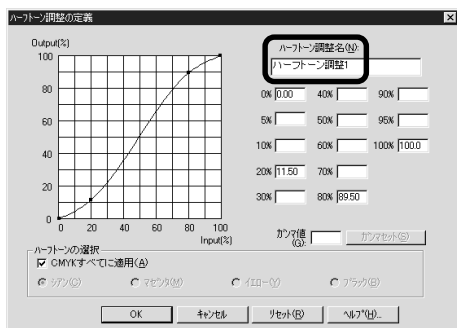 ハーフトーン調整の定義
Output(%)
100
80
60
40
20
0
0 20 40 60 80 100
Input(%)
ハーフトーン調整名(N):
ハーフトーン調整1
0% 0.00 40% 90%
5% 50% 95%
10% 60% 100% 100.0
20% 11.50 70%
30% 80% 89.50
ガンマ値(G): ガンマセット(S)
ハーフトーンの選択
CMYKすべてに適用(A)
シアン(C) マゼンタ(M) イエロー(Y) ブラック(B)
OK キャンセル リセット(R) ヘルプ(H)...